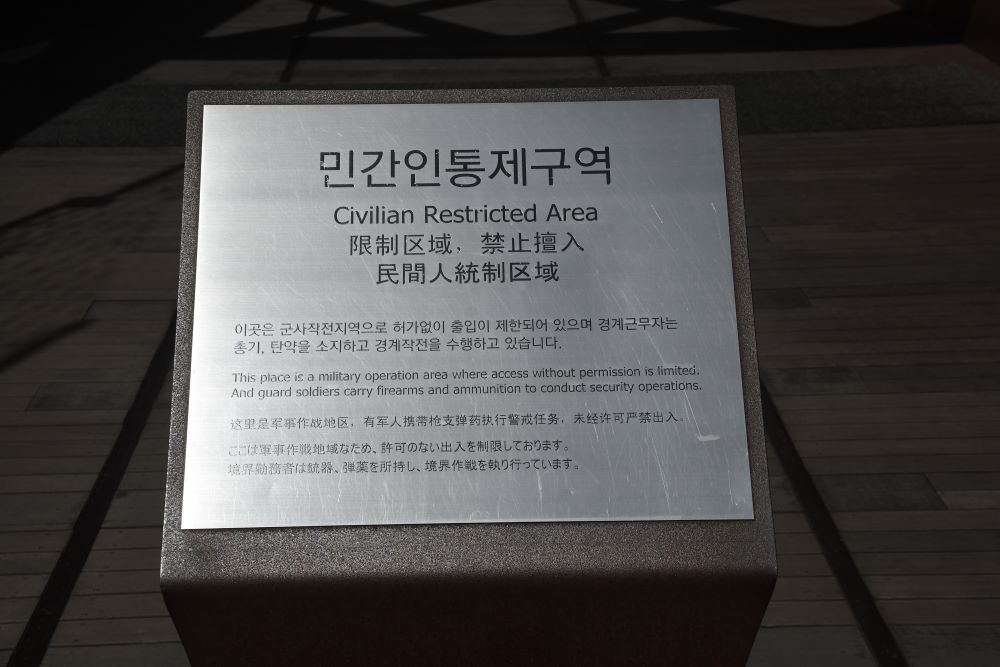 민간인통제구역
Civilian Restricted Area
限制区域，禁止擅入
民間人統制区域
이곳은 군사작전지역으로 허가없이 출입이 제한되어 있으며 경계근무자는
총기, 탄약을 소지하고 경계작전을 수행하고 있습니다.
This place is a military operation area where access without permission is limited.
And guard soldiers carry firearms and ammunition to conduct security operations.
这里是军事作战地区，有军人携带枪支弹药执行警戒任务，未经许可严禁出入。
ここは軍事作戦地域なため、許可のない出入を制限しております。
境界勤務者は銃器、弾薬を所持し、境界作戦を執り行っています。